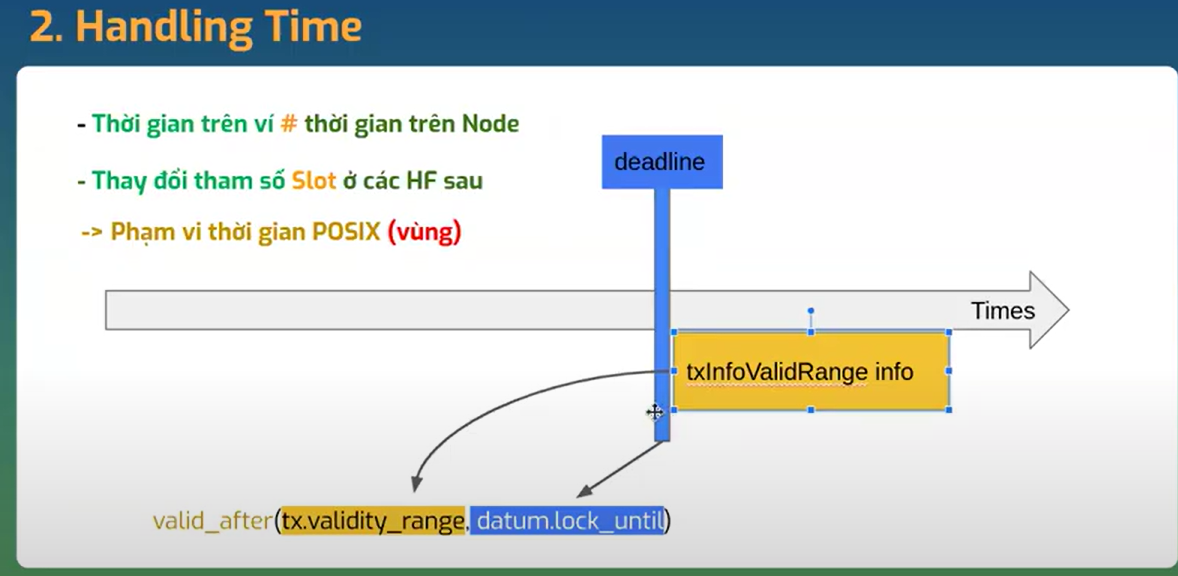 2. Handling Time
- Thời gian trên ví # thời gian trên Node
- Thay đổi tham số Slot ở các HF sau
-> Phạm vi thời gian POSIX (vùng)
deadline
Times
txInfoValidRange info
valid_after(tx.validity_range, datum.lock_until)